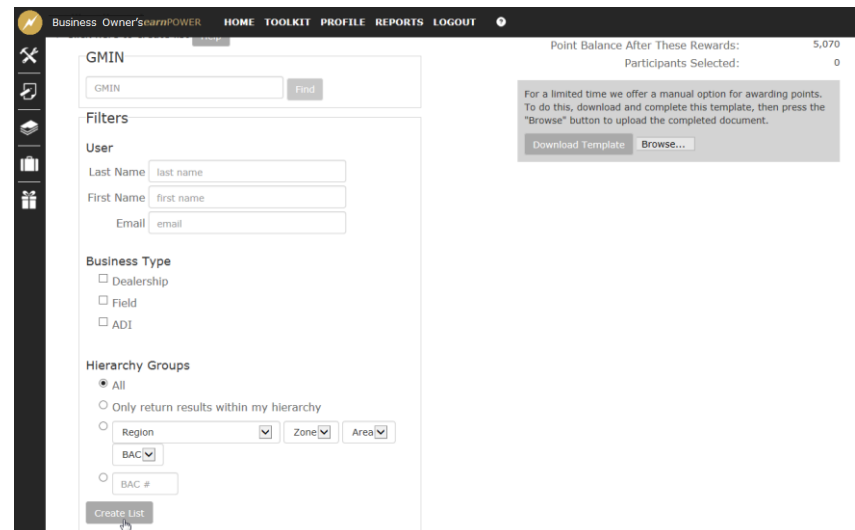 Business Owner'searnPOWER HOME TOOLKIT PROFILE REPORTS LOGOUT ?
Help
GMIN
GMIN Find
Filters
User
Last Name last name
First Name first name
Email email
Business Type
Dealership
Field
ADI
Hierarchy Groups
All
Only return results within my hierarchy
Region Zone Area
BAC
BAC #
Create List
Point Balance After These Rewards: 5,070
Participants Selected: 0
For a limited time we offer a manual option for awarding points.
To do this, download and complete this template, then press the
"Browse" button to upload the completed document.
Download Template Browse...